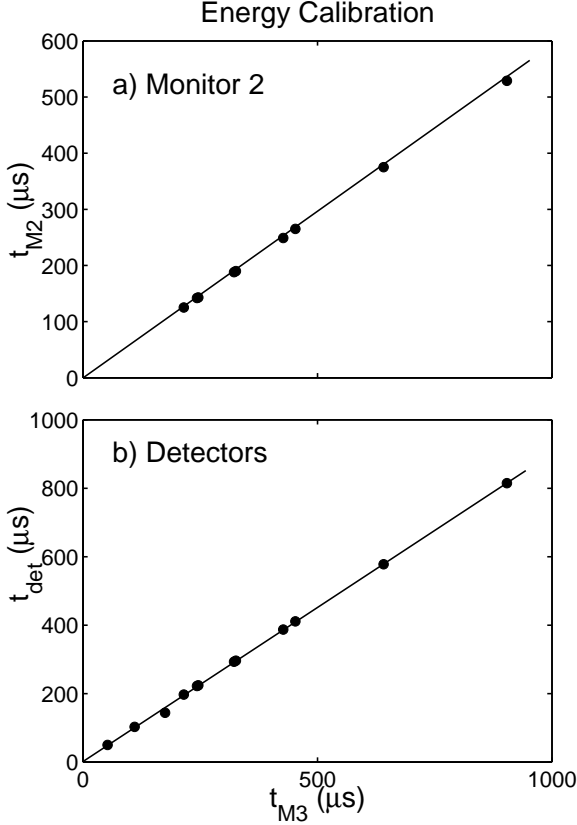 Energy Calibration
600
a) Monitor 2
500
400
300
200
100
0
t_M2 (μs)
1000
b) Detectors
800
600
400
200
0
t_det (μs)
0 500 1000
t_M3 (μs)